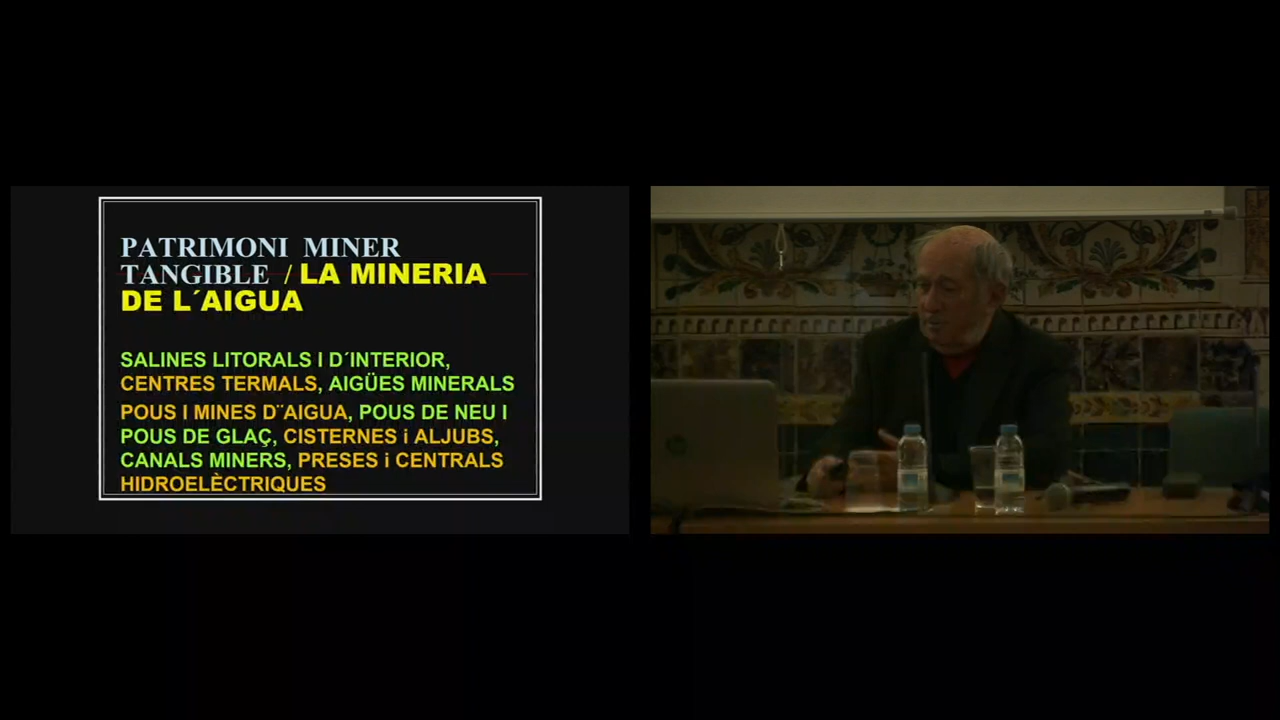 PATRIMONI MINER
TANGIBLE / LA MINERIA
DE L´AIGUA
SALINES LITORALS I D´INTERIOR,
CENTRES TERMALS, AIGÜES MINERALS
POUS I MINES D¨AIGUA, POUS DE NEU I
POUS DE GLAÇ, CISTERNES i ALJUBS,
CANALS MINERS, PRESES i CENTRALS
HIDROELÈCTRIQUES